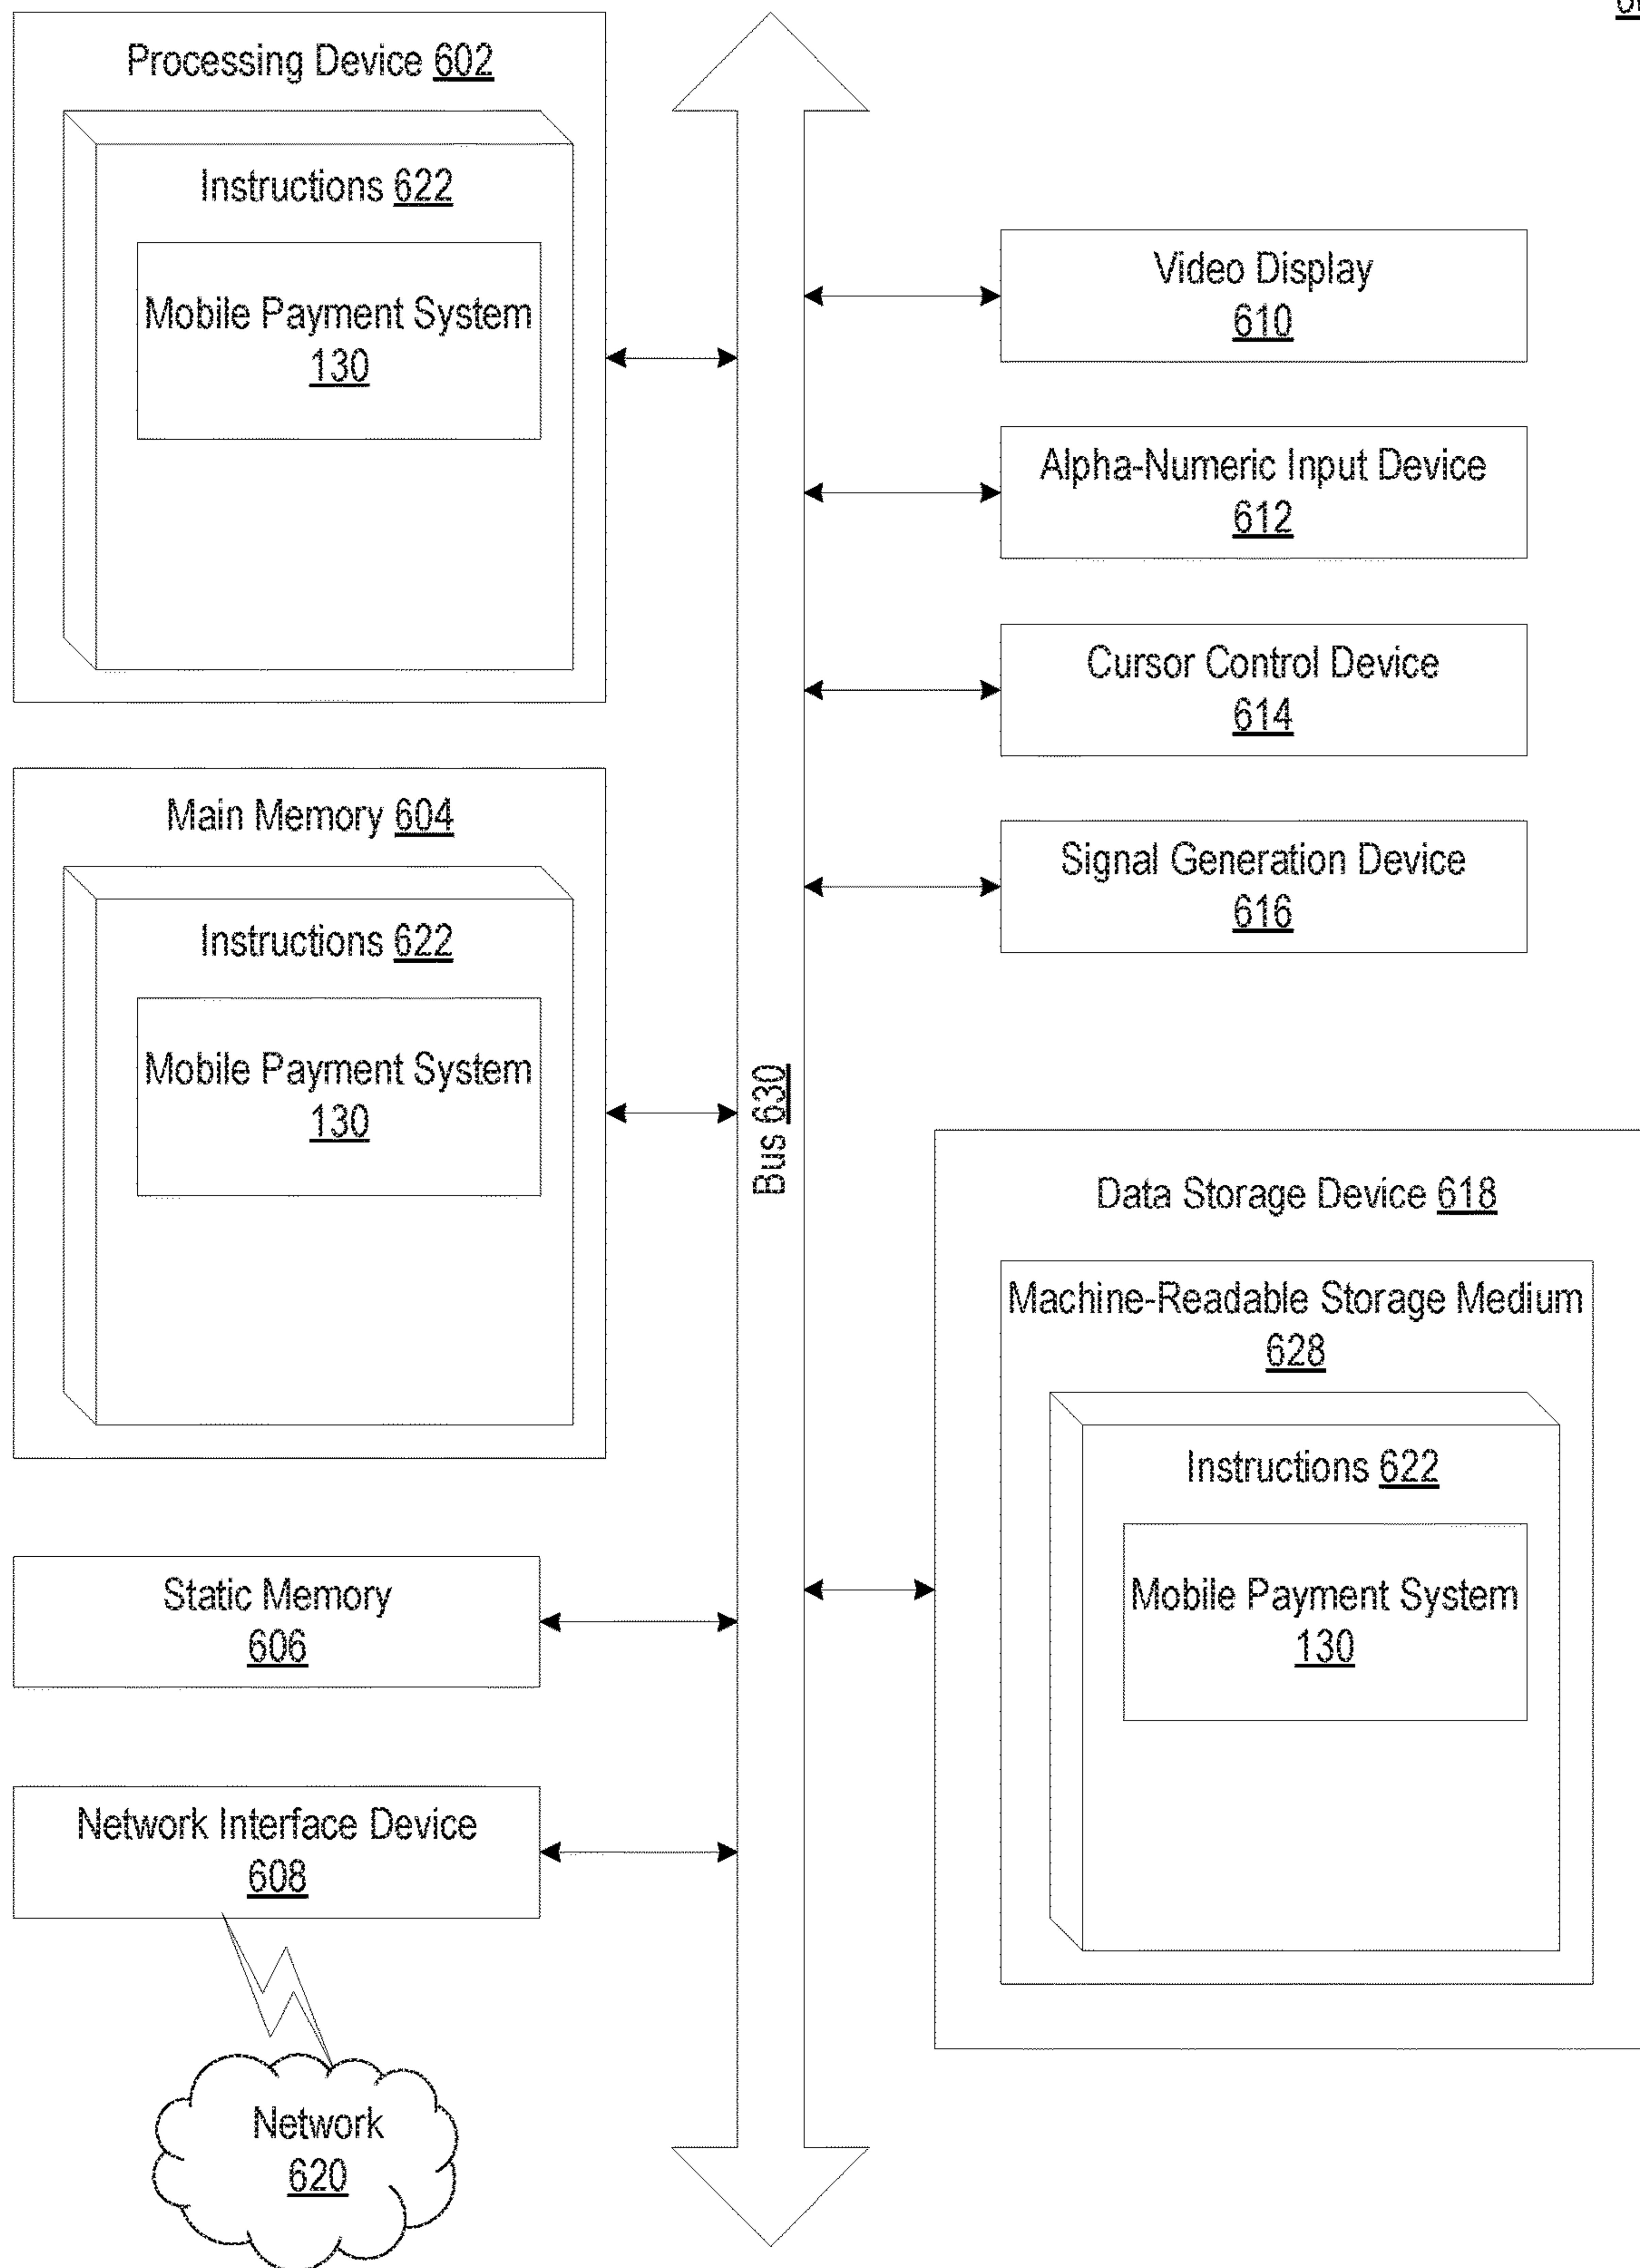 Processing Device 602
Instructions 622
Mobile Payment System
130
Main Memory 604
Instructions 622
Mobile Payment System
130
Static Memory
606
Network Interface Device
608
Network
620
Bus 630
Video Display
610
Alpha-Numeric Input Device
612
Cursor Control Device
614
Signal Generation Device
616
Data Storage Device 618
Machine-Readable Storage Medium
628
Instructions 622
Mobile Payment System
130